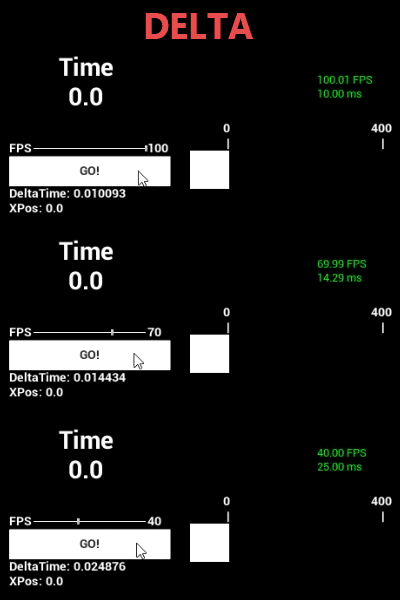 DELTA
Time
0.0
100.01 FPS
10.00 ms
0 400
FPS 100
GO!
DeltaTime: 0.010093
XPos: 0.0
Time
0.0
69.99 FPS
14.29 ms
0 400
FPS 70
GO!
DeltaTime: 0.014434
XPos: 0.0
Time
0.0
40.00 FPS
25.00 ms
0 400
FPS 40
GO!
DeltaTime: 0.024876
XPos: 0.0